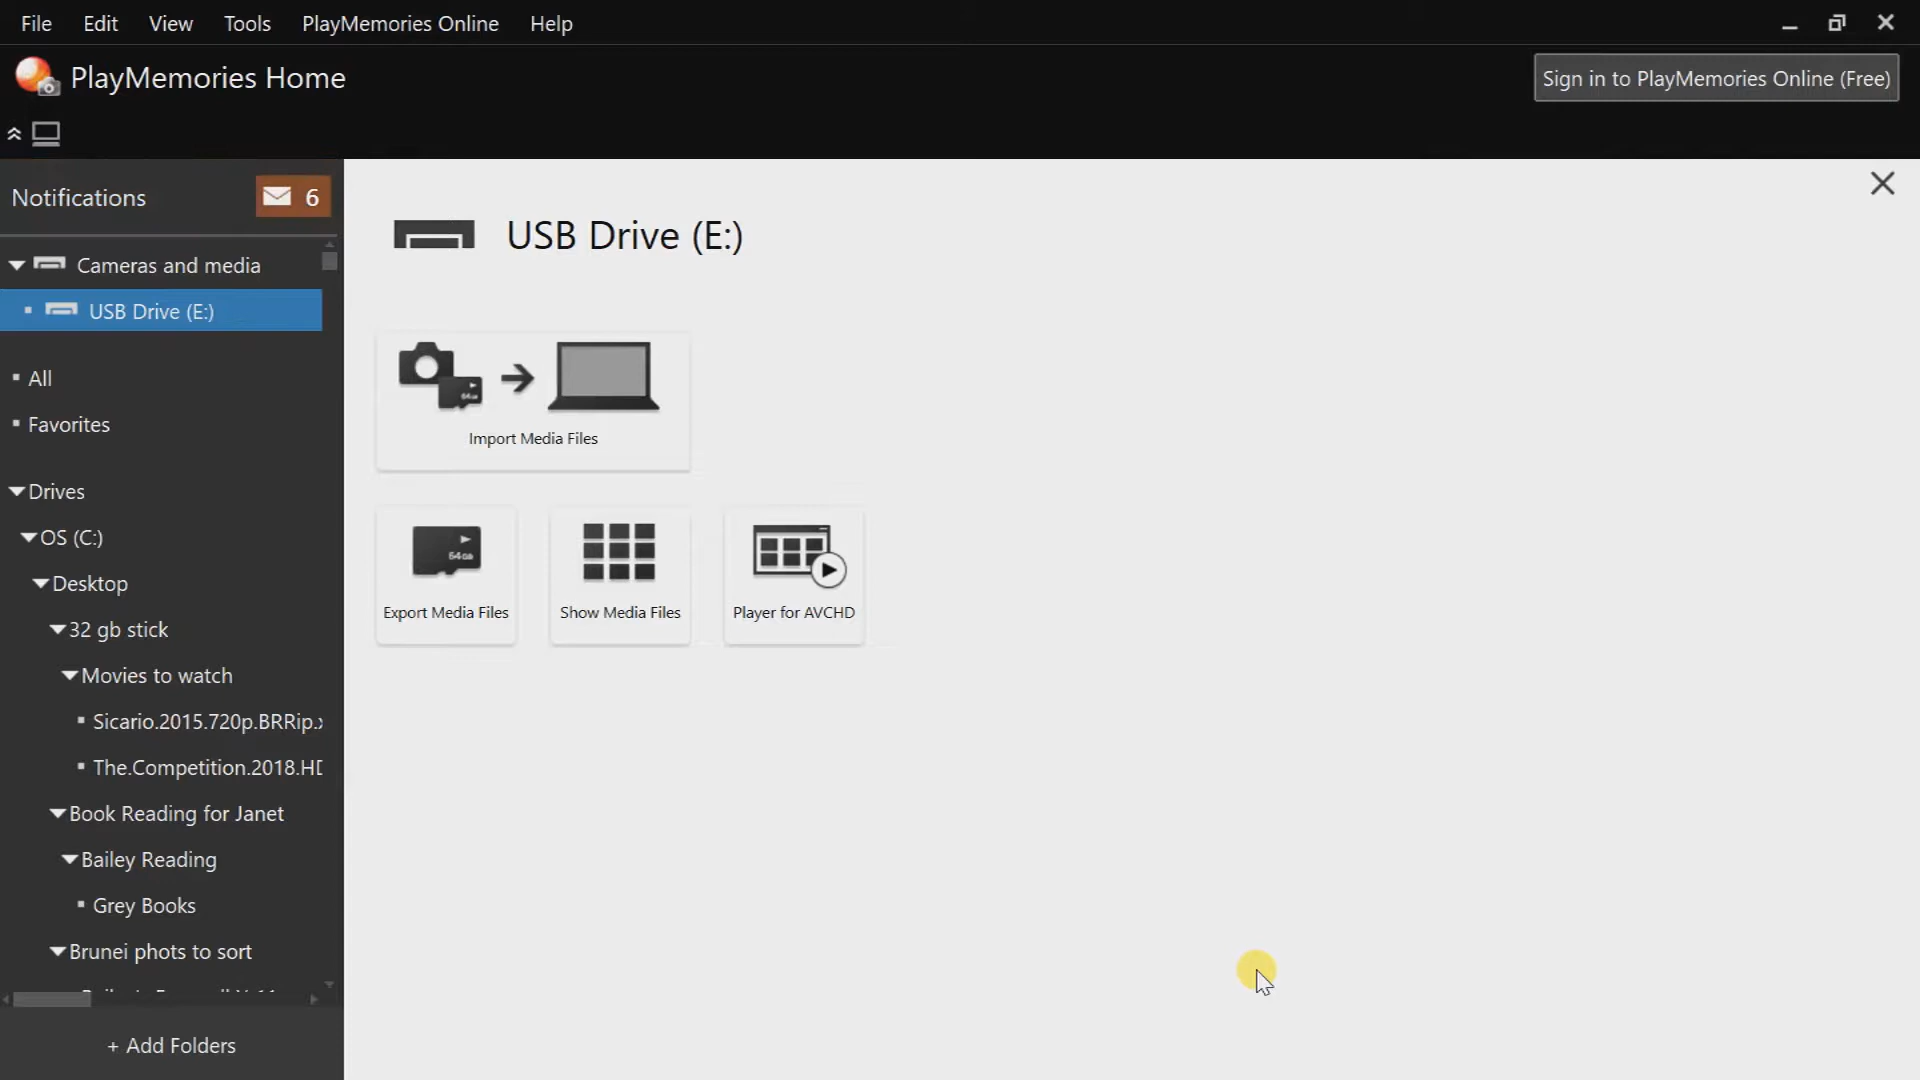 File Edit View Tools PlayMemories Online Help
PlayMemories Home
Sign in to PlayMemories Online (Free)
Notifications 6
Cameras and media
USB Drive (E:)
All
Favorites
Drives
OS (C:)
Desktop
32 gb stick
Movies to watch
Sicario.2015.720p.BRRip.
The.Competition.2018.H
Book Reading for Janet
Bailey Reading
Grey Books
Brunei phots to sort
+ Add Folders
USB Drive (E:)
64GB
Import Media Files
64GB
Export Media Files
Show Media Files
Player for AVCHD